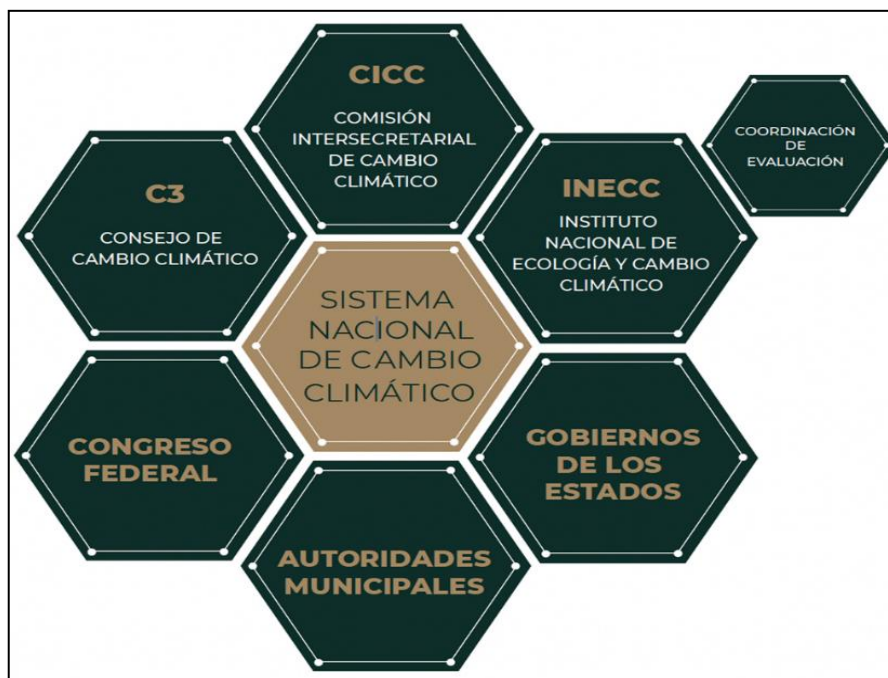 CICC
COMISIÓN
INTERSECRETARIAL
DE CAMBIO
CLIMÁTICO
COORDINACIÓN
DE
EVALUACIÓN
C3
CONSEJO DE
CAMBIO CLIMÁTICO
INECC
INSTITUTO
NACIONAL DE
ECOLOGÍA Y CAMBIO
CLIMÁTICO
SISTEMA
NACIONAL
DE CAMBIO
CLIMÁTICO
CONGRESO
FEDERAL
GOBIERNOS
DE LOS
ESTADOS
AUTORIDADES
MUNICIPALES